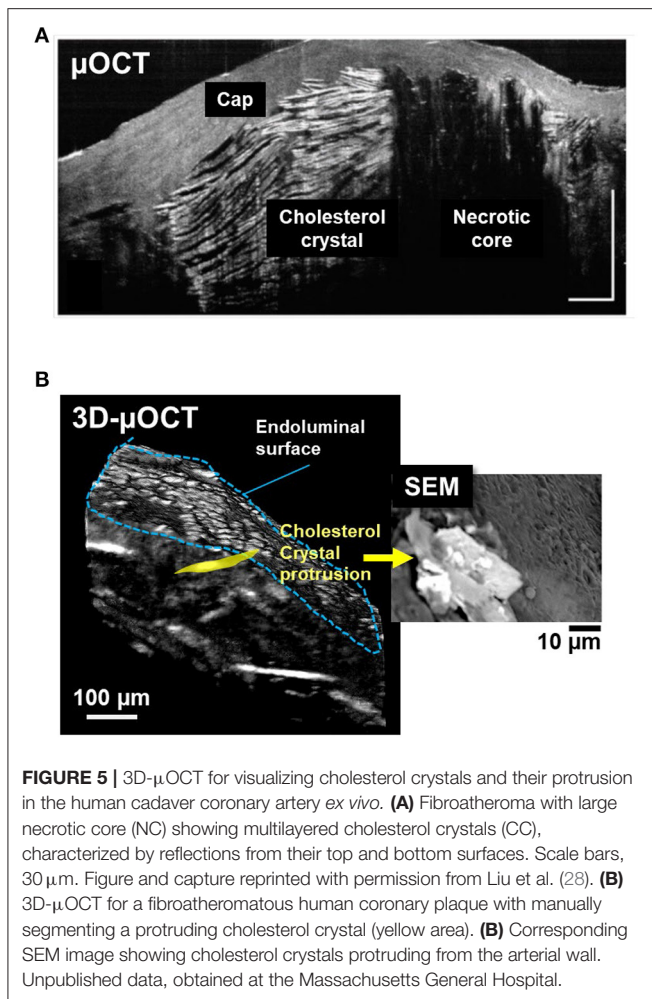 A
µOCT
Cap
Cholesterol
crystal
Necrotic
core
B
3D-µOCT
Endoluminal
surface
SEM
Cholesterol
Crystal
protrusion
100 µm
10 µm
FIGURE 5 | 3D-µOCT for visualizing cholesterol crystals and their protrusion
in the human cadaver coronary artery ex vivo. (A) Fibroatheroma with large
necrotic core (NC) showing multilayered cholesterol crystals (CC),
characterized by reflections from their top and bottom surfaces. Scale bars,
30 µm. Figure and capture reprinted with permission from Liu et al. (28). (B)
3D-µOCT for a fibroatheromatous human coronary plaque with manually
segmenting a protruding cholesterol crystal (yellow area). (B) Corresponding
SEM image showing cholesterol crystals protruding from the arterial wall.
Unpublished data, obtained at the Massachusetts General Hospital.